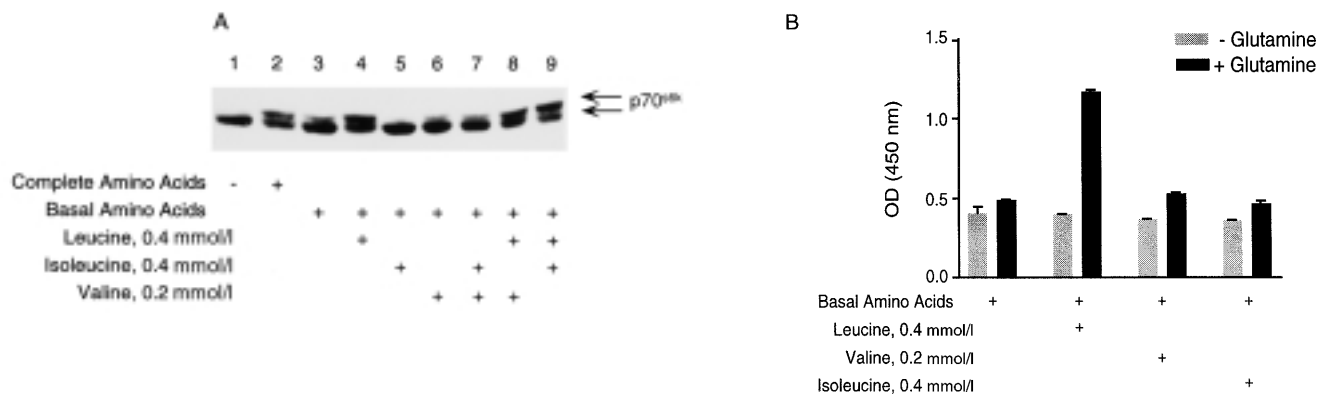 A
1 2 3 4 5 6 7 8 9
p70s6k
Complete Amino Acids - +
Basal Amino Acids + + + + + + +
Leucine, 0.4 mmol/l + + +
Isoleucine, 0.4 mmol/l + + +
Valine, 0.2 mmol/l + + +
B
1.5
1.0
0.5
0.0
OD (450 nm)
- Glutamine
+ Glutamine
Basal Amino Acids + + + +
Leucine, 0.4 mmol/l +
Valine, 0.2 mmol/l +
Isoleucine, 0.4 mmol/l +